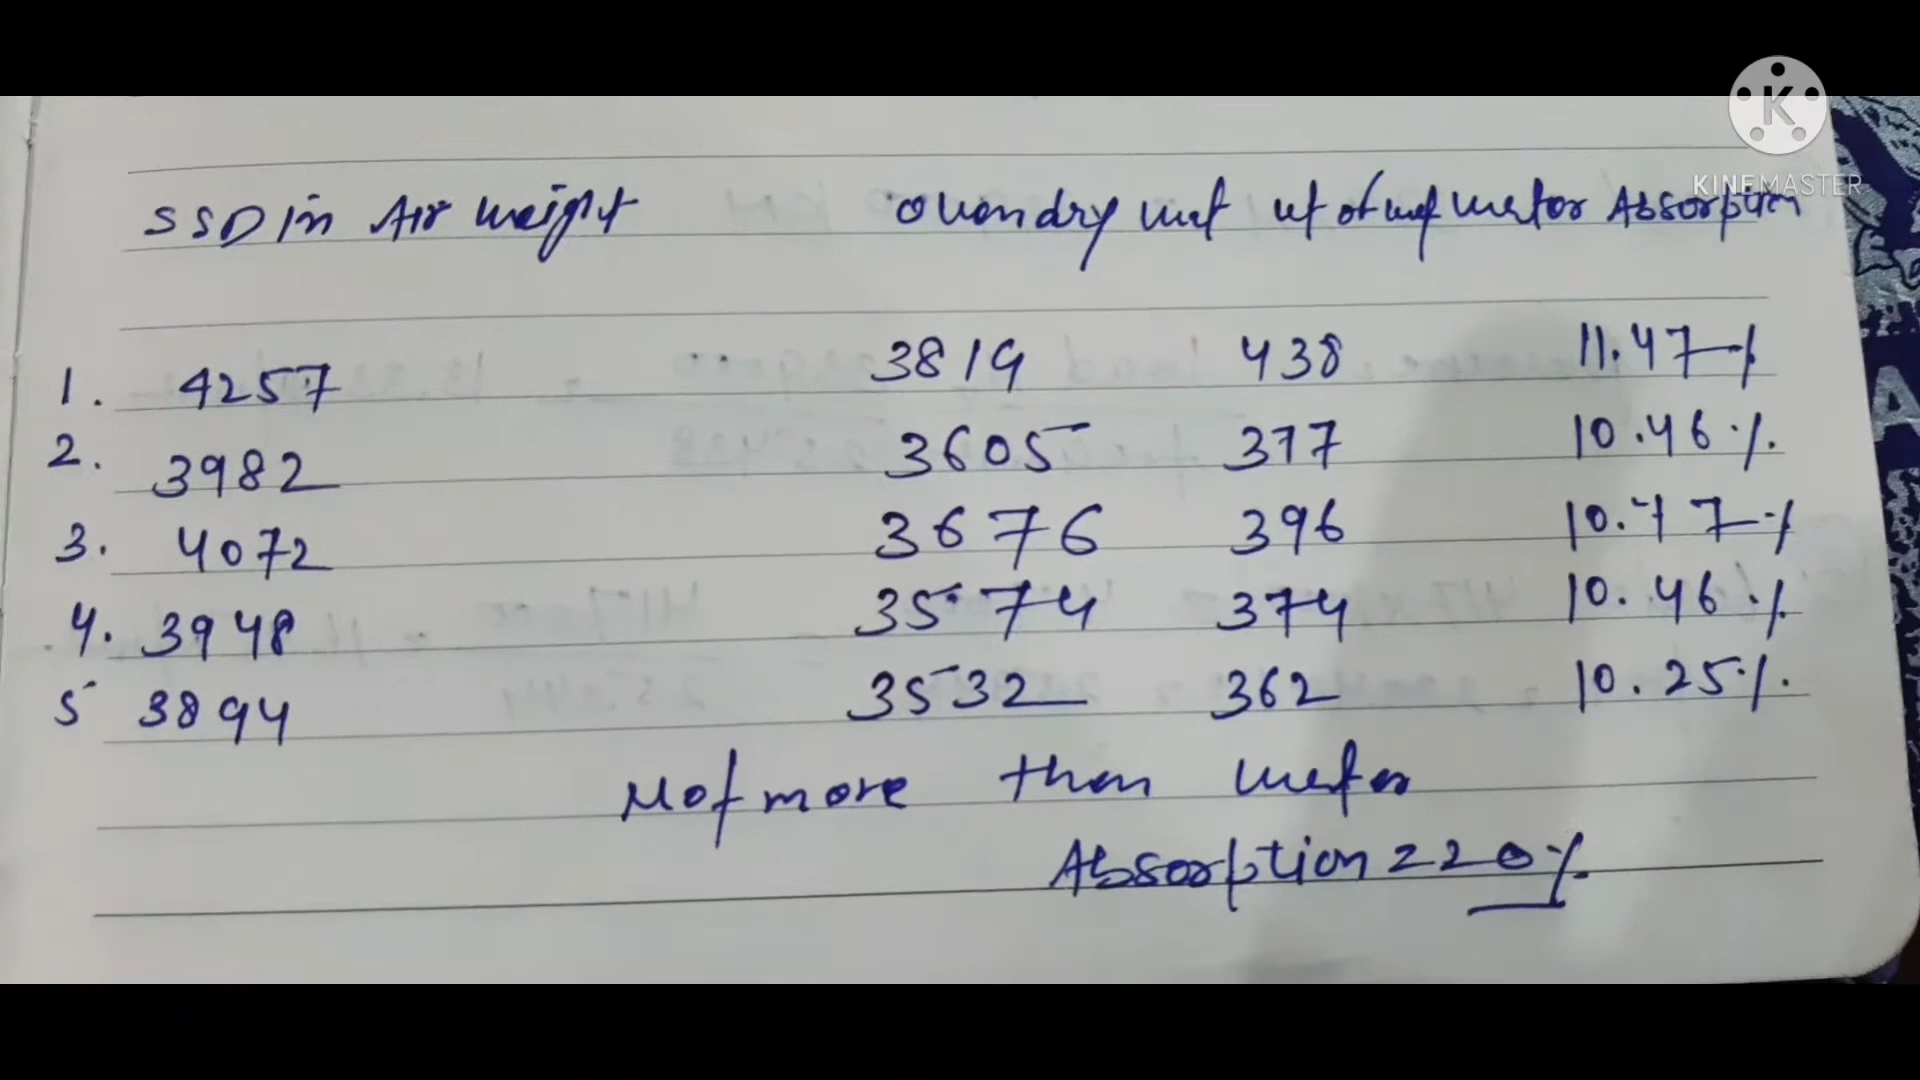 KINEMASTER
SSD in Air weight ovendry wet wt of water Absorption
1. 4257 3819 438 11.47%
2. 3982 3605 377 10.46%.
3. 4072 3676 396 10.77%
4. 3948 3574 374 10.46%
5 3894 3532 362 10.25%.
Not more than water
Absorption = 20%.